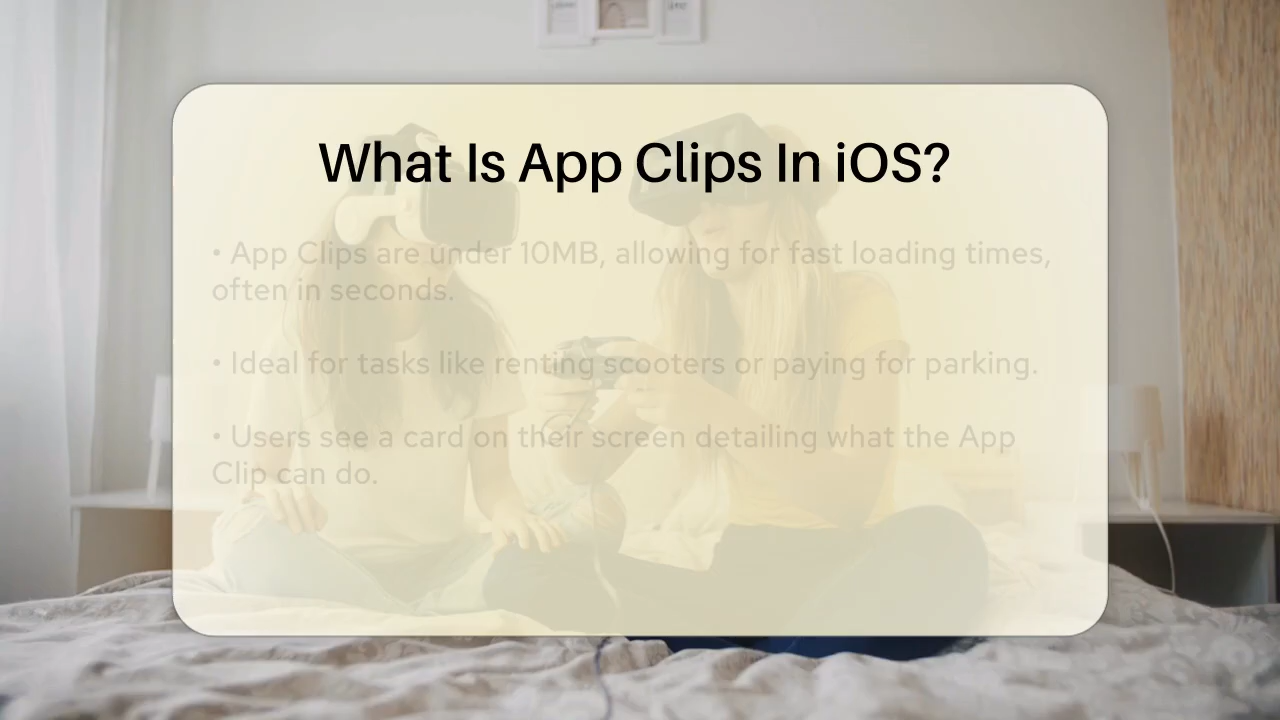 What Is App Clips In iOS?
• App Clips are under 10MB, allowing for fast loading times,
often in seconds.
• Ideal for tasks like renting scooters or paying for parking.
• Users see a card on their screen detailing what the App
Clip can do.